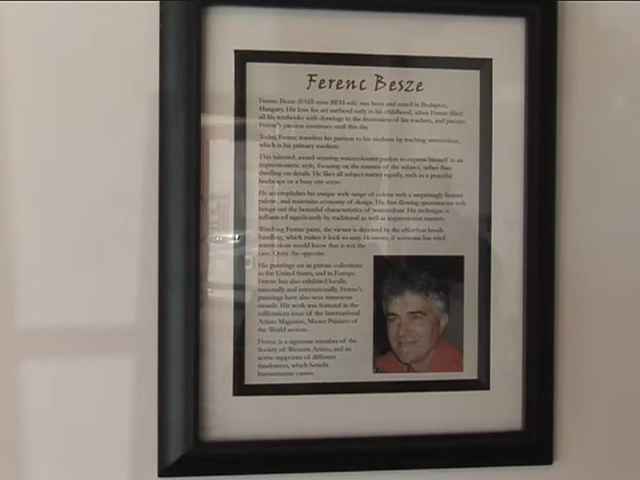 Ferenc Besze
Ferenc Besze (FAIR-renz BEH-seh) was born and raised in Budapest,
Hungary. His love for art surfaced early in his childhood, when Ferenc filled
all his textbooks with drawings to the frustration of his teachers, and parents.
Ferenc's passion continues until this day.
Today, Ferenc transfers his passion to his students by teaching watercolour,
which is his primary medium.
This talented, award-winning watercolourist prefers to express himself in an
impressionistic style, focusing on the essence of the subject, rather than
dwelling on details. He likes all subject matter equally, such as a peaceful
landscape or a busy city scene.
He accomplishes his unique wide range of colour with a surprisingly limited
palette, and maintains economy of design. His free flowing spontaneous style
brings out the beautiful characteristics of watercolour. His technique is
influenced significantly by traditional as well as impressionist masters.
Watching Ferenc paint, the viewer is deceived by the effortless brush
handling, which makes it look so easy. However, if someone has tried
watercolour would know that is not the
case. Quite the opposite.
His paintings are in private collections
in the United States, and in Europe.
Ferenc has also exhibited locally,
nationally and internationally. Ferenc's
paintings have also won numerous
awards. His work was featured in the
millennium issue of the International
Artists Magazine, Master Painters of
the World section.
Ferenc is a signature member of the
Society of Western Artists, and an
active supporter of different
fundraisers, which benefit
humanitarian causes